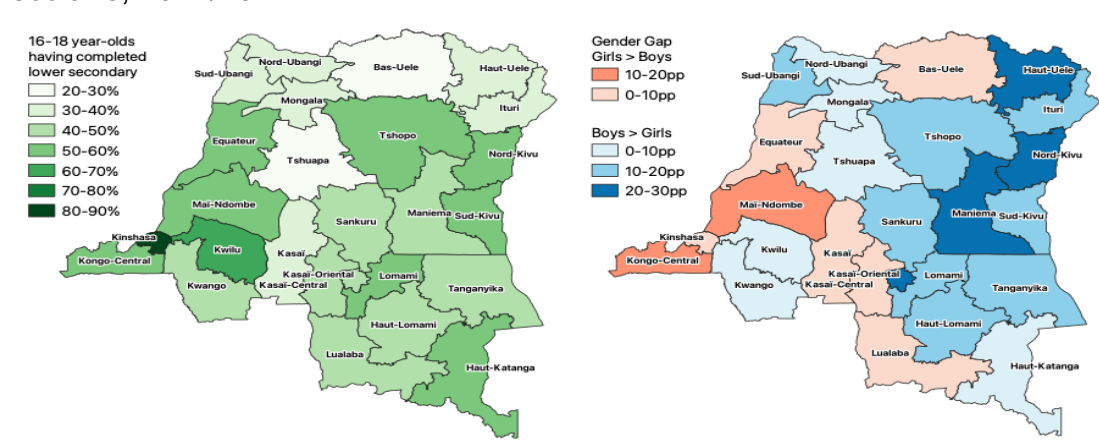 16-18 year-olds
having completed
lower secondary
20-30%
30-40%
40-50%
50-60%
60-70%
70-80%
80-90%
Nord-Ubangi
Sud-Ubangi
Bas-Uele
Haut-Uele
Mongala
Ituri
Equateur
Tshopo
Tshuapa
Nord-Kivu
Maï-Ndombe
Sankuru
Maniema
Sud-Kivu
Kinshasa
Kwilu
Kasaï
Kongo-Central
Kasaï-Oriental
Lomami
Kwango
Kasaï-Central
Tanganyika
Haut-Lomami
Lualaba
Haut-Katanga
Gender Gap
Girls > Boys
10-20pp
0-10pp
Boys > Girls
0-10pp
10-20pp
20-30pp
Nord-Ubangi
Sud-Ubangi
Bas-Uele
Haut-Uele
Mongala
Ituri
Equateur
Tshopo
Tshuapa
Nord-Kivu
Maï-Ndombe
Sankuru
Maniema
Sud-Kivu
Kinshasa
Kwilu
Kasaï
Kongo-Central
Kasaï-Oriental
Lomami
Kwango
Kasaï-Central
Tanganyika
Haut-Lomami
Lualaba
Haut-Katanga